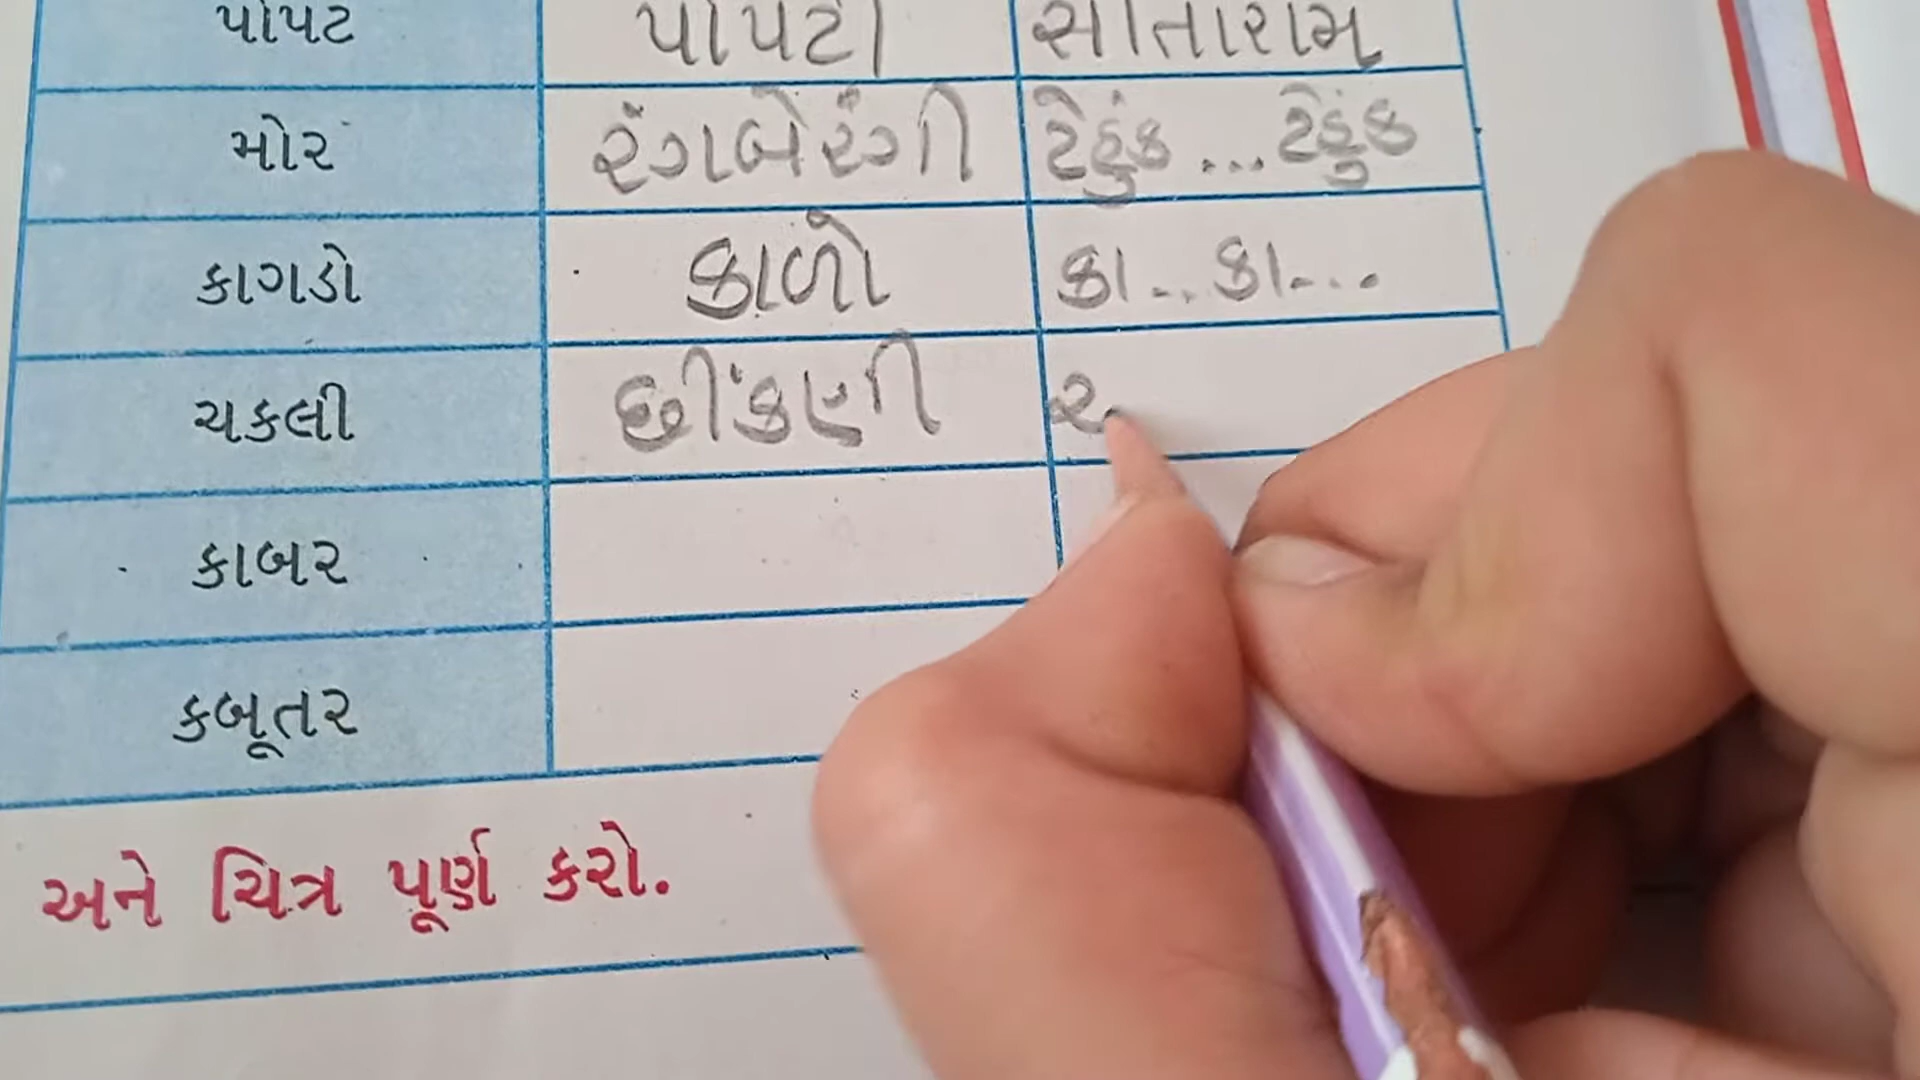 પોપટ પોપટી સીતારામ
મોર રંગબેરંગી ટેહુંક ... ટેહુંક
કાગડો કાળો કા...કા...
ચકલી છીંકણી
કાબર
કબૂતર
અને ચિત્ર પૂર્ણ કરો.